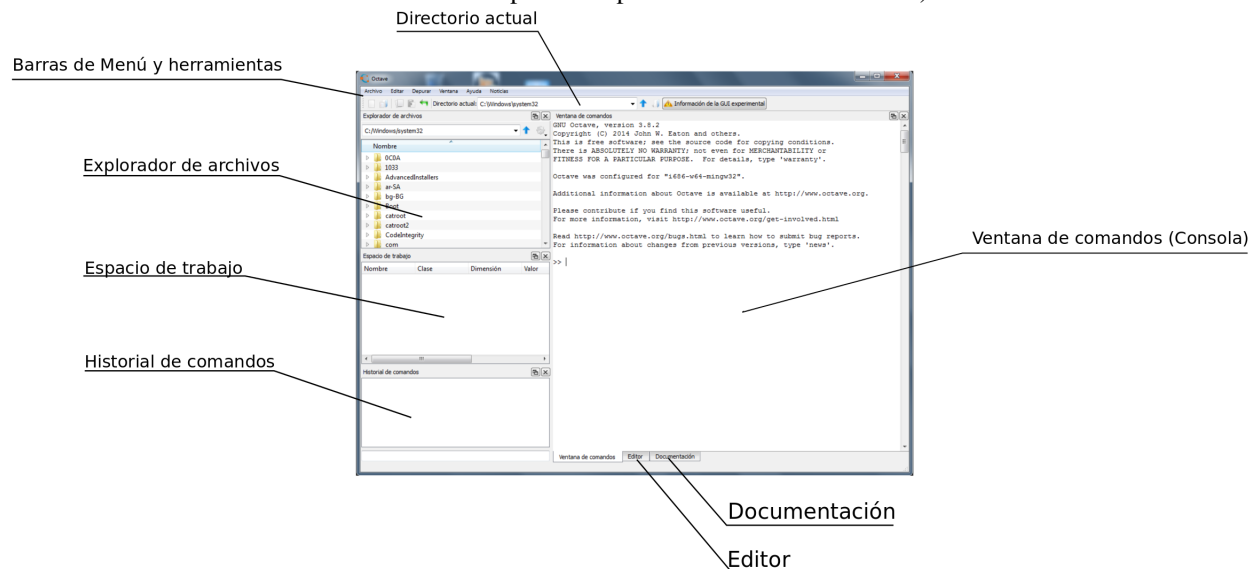 Directorio actual
Barras de Menú y herramientas
Octave
Archivo Editar Depurar Ventana Ayuda Noticias
Directorio actual: C:\Windows\system32
Información de la GUI experimental
Explorador de archivos
C:/Windows/system32
Nombre
0C0A
1033
AdvancedInstallers
ar-SA
bg-BG
Boot
catroot
catroot2
CodeIntegrity
com
Explorador de archivos
Espacio de trabajo
Nombre Clase Dimensión Valor
Espacio de trabajo
Historial de comandos
Historial de comandos
Ventana de comandos
GNU Octave, version 3.8.2
Copyright (C) 2014 John W. Eaton and others.
This is free software; see the source code for copying conditions.
There is ABSOLUTELY NO WARRANTY; not even for MERCHANTABILITY or
FITNESS FOR A PARTICULAR PURPOSE.  For details, type 'warranty'.
Octave was configured for "i686-w64-mingw32".
Additional information about Octave is available at http://www.octave.org.
Please contribute if you find this software useful.
For more information, visit http://www.octave.org/get-involved.html
Read http://www.octave.org/bugs.html to learn how to submit bug reports.
For information about changes from previous versions, type 'news'.
>>
Ventana de comandos (Consola)
Ventana de comandos Editor Documentación
Documentación
Editor